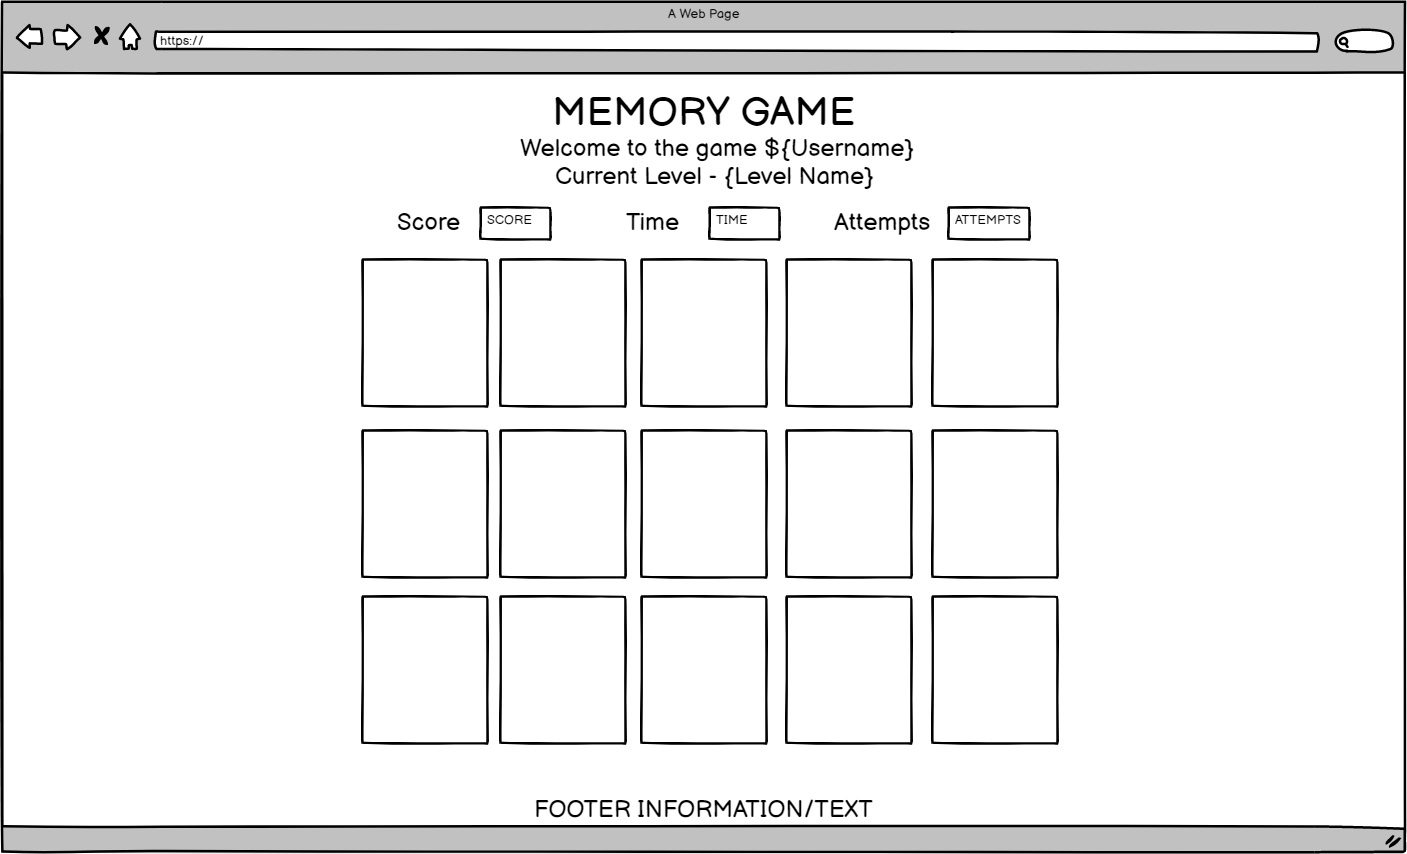 A Web Page
https://
MEMORY GAME
Welcome to the game ${Username}
Current Level - {Level Name}
Score SCORE Time TIME Attempts ATTEMPTS
FOOTER INFORMATION/TEXT